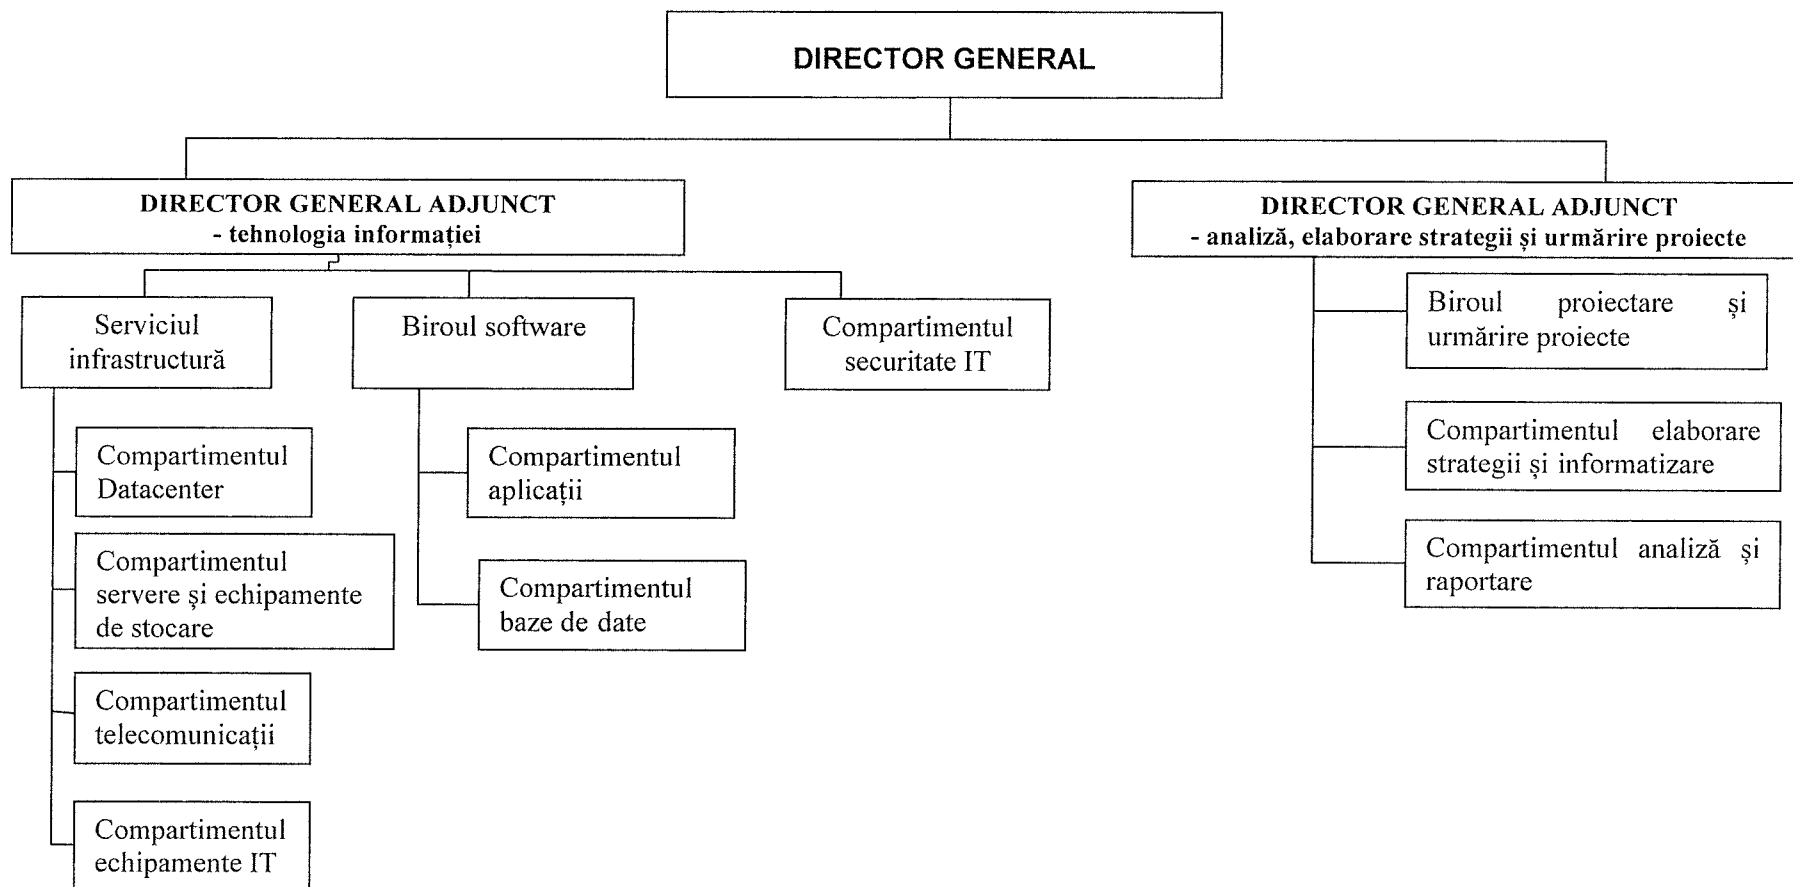 DIRECTOR GENERAL
DIRECTOR GENERAL ADJUNCT
- tehnologia informației
DIRECTOR GENERAL ADJUNCT
- analiză, elaborare strategii și urmărire proiecte
Serviciul
infrastructură
Biroul software
Compartimentul
securitate IT
Compartimentul
Datacenter
Compartimentul
servere și echipamente
de stocare
Compartimentul
telecomunicații
Compartimentul
echipamente IT
Compartimentul
aplicații
Compartimentul
baze de date
Biroul proiectare și
urmărire proiecte
Compartimentul elaborare
strategii și informatizare
Compartimentul analiză și
raportare